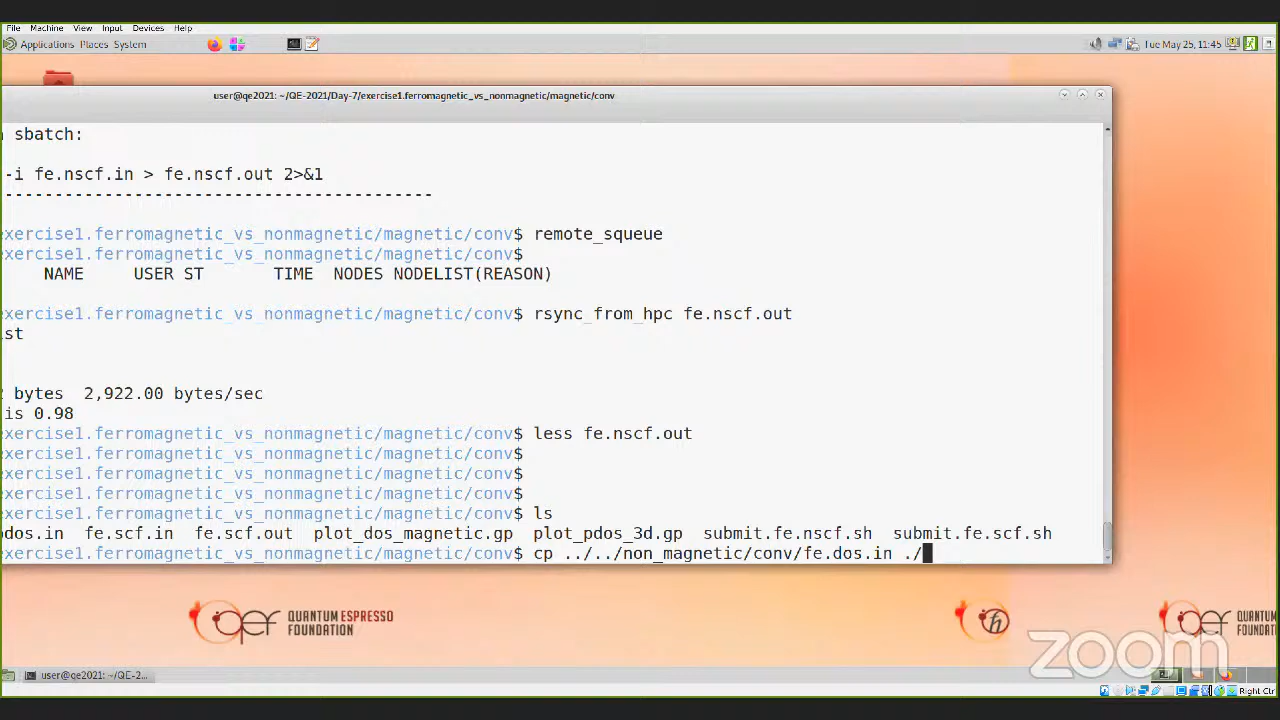 File Machine View Input Devices Help
Applications Places System
Tue May 25, 11:45
user@qe2021: ~/QE-2021/Day-7/exercise1.ferromagnetic_vs_nonmagnetic/magnetic/conv
sbatch:
-i fe.nscf.in > fe.nscf.out 2>&1
-------------------------------------------
xercise1.ferromagnetic_vs_nonmagnetic/magnetic/conv$ remote_squeue
xercise1.ferromagnetic_vs_nonmagnetic/magnetic/conv$
NAME USER ST TIME NODES NODELIST(REASON)
xercise1.ferromagnetic_vs_nonmagnetic/magnetic/conv$ rsync_from_hpc fe.nscf.out
ist
bytes 2,922.00 bytes/sec
is 0.98
xercise1.ferromagnetic_vs_nonmagnetic/magnetic/conv$ less fe.nscf.out
xercise1.ferromagnetic_vs_nonmagnetic/magnetic/conv$
xercise1.ferromagnetic_vs_nonmagnetic/magnetic/conv$
xercise1.ferromagnetic_vs_nonmagnetic/magnetic/conv$
xercise1.ferromagnetic_vs_nonmagnetic/magnetic/conv$ ls
dos.in fe.scf.in fe.scf.out plot_dos_magnetic.gp plot_pdos_3d.gp submit.fe.nscf.sh submit.fe.scf.sh
xercise1.ferromagnetic_vs_nonmagnetic/magnetic/conv$ cp ../../non_magnetic/conv/fe.dos.in ./
qef QUANTUM ESPRESSO
FOUNDATION
ħ
qef QUANTUM
FOUNDAT
zoom
user@qe2021: ~/QE-2...
Right Ctrl